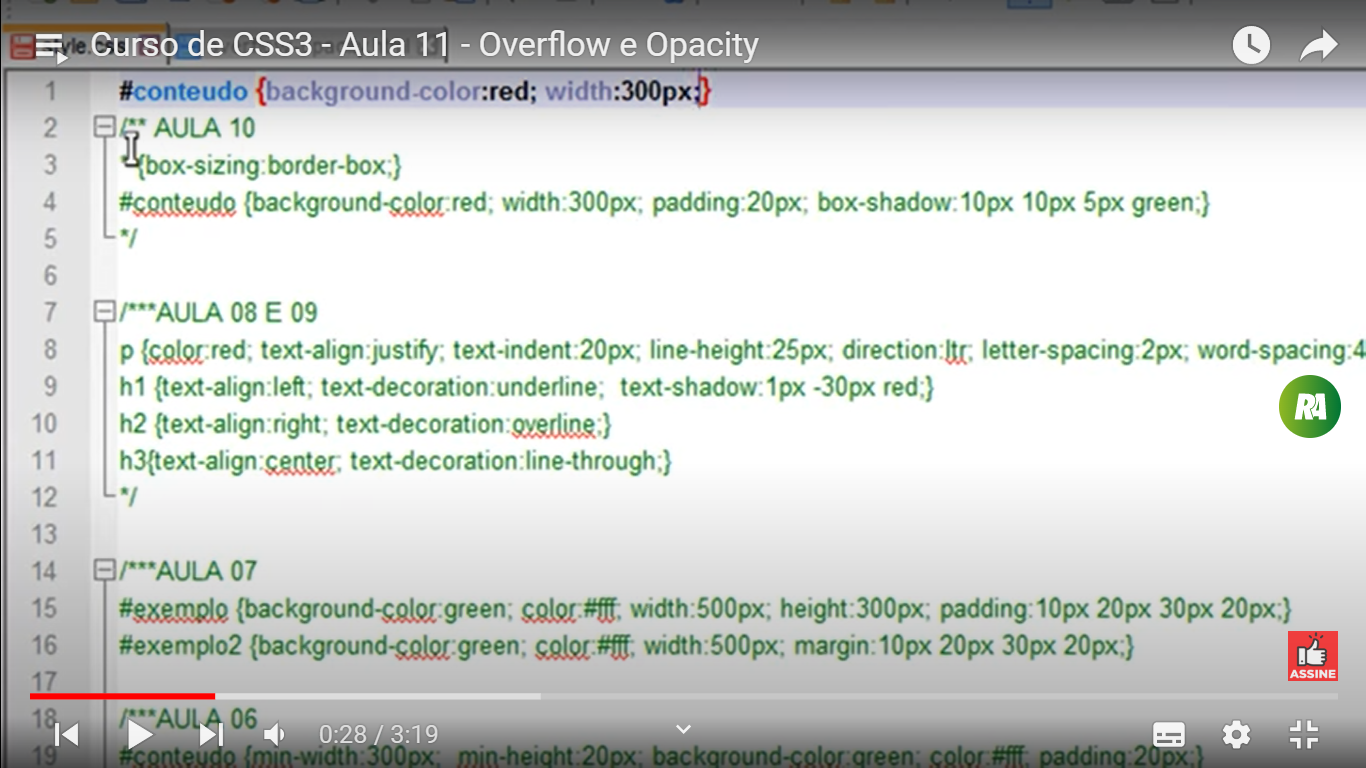 Curso de CSS3 - Aula 11 - Overflow e Opacity
1 #conteudo {background-color:red; width:300px;}
2 /** AULA 10
3 * {box-sizing:border-box;}
4 #conteudo {background-color:red; width:300px; padding:20px; box-shadow:10px 10px 5px green;}
5 */
6
7 /***AULA 08 E 09
8 p {color:red; text-align:justify; text-indent:20px; line-height:25px; direction:ltr; letter-spacing:2px; word-spacing:4
9 h1 {text-align:left; text-decoration:underline;  text-shadow:1px -30px red;}
10 h2 {text-align:right; text-decoration:overline;}
11 h3{text-align:center; text-decoration:line-through;}
12 */
13
14 /***AULA 07
15 #exemplo {background-color:green; color:#fff; width:500px; height:300px; padding:10px 20px 30px 20px;}
16 #exemplo2 {background-color:green; color:#fff; width:500px; margin:10px 20px 30px 20px;}
17
18 /***AULA 06
19 #conteudo {min-width:300px;  min-height:20px; background-color:green; color:#fff; padding:20px;}
RA
ASSINE
0:28 / 3:19